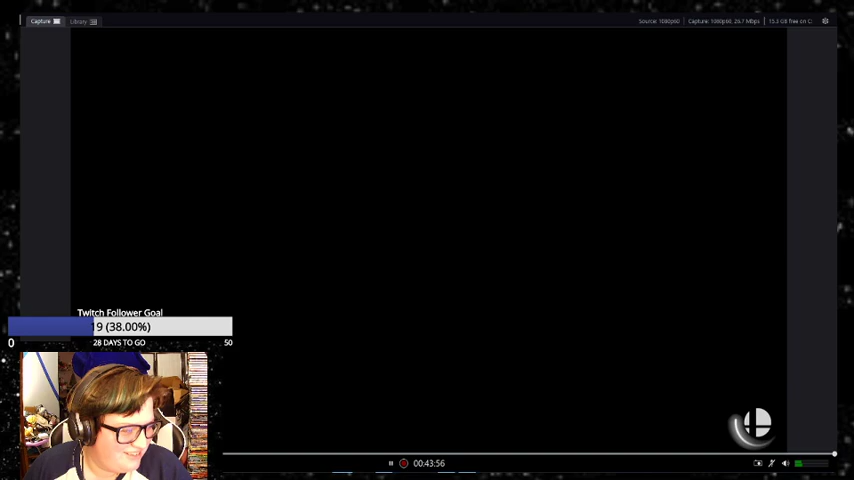 Capture
Library
Source: 1080p60
Capture: 1080p60, 26.7 Mbps
15.3 GB free on C:
Twitch Follower Goal
19 (38.00%)
0
28 DAYS TO GO
50
00:43:56